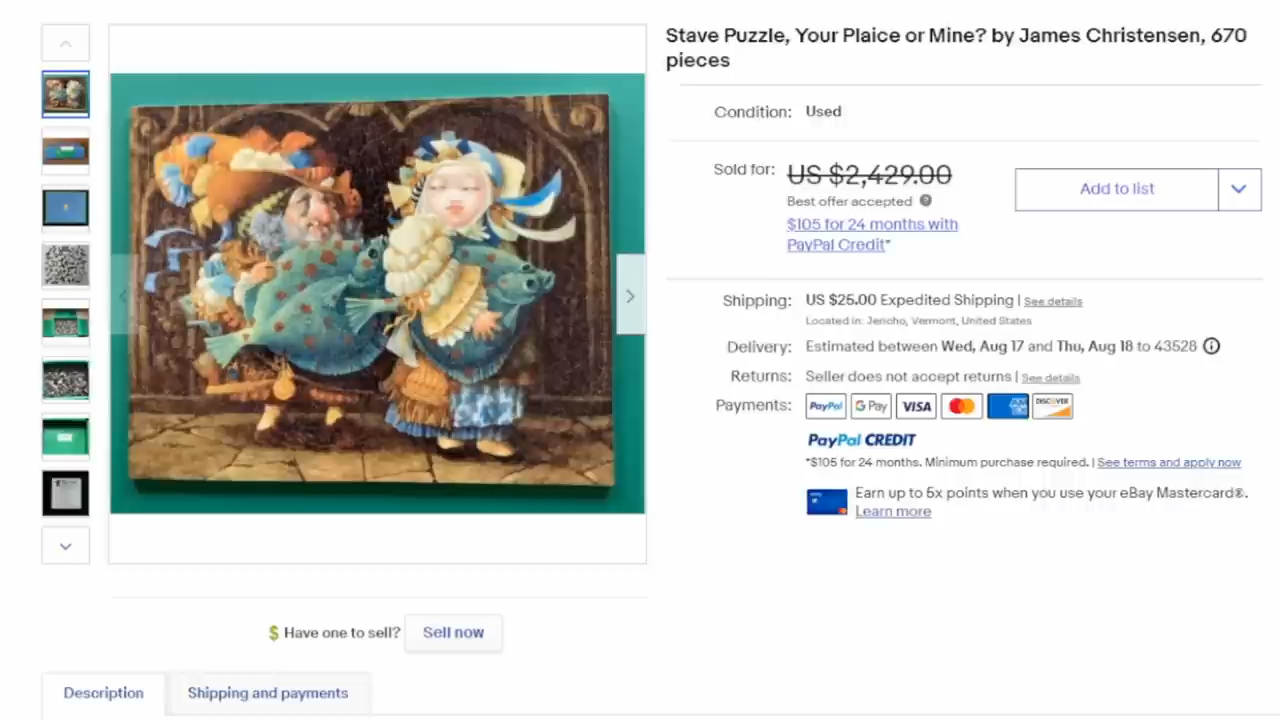 Stave Puzzle, Your Plaice or Mine? by James Christensen, 670
pieces
Condition: Used
Sold for: US $2,429.00
Best offer accepted
$105 for 24 months with
PayPal Credit*
Add to list
Shipping: US $25.00 Expedited Shipping | See details
Located in: Jericho, Vermont, United States
Delivery: Estimated between Wed, Aug 17 and Thu, Aug 18 to 43528
Returns: Seller does not accept returns | See details
Payments: PayPal G Pay VISA DISCOVER
PayPal CREDIT
*$105 for 24 months. Minimum purchase required. | See terms and apply now
Earn up to 5x points when you use your eBay Mastercard®.
Learn more
$ Have one to sell? Sell now
Description Shipping and payments